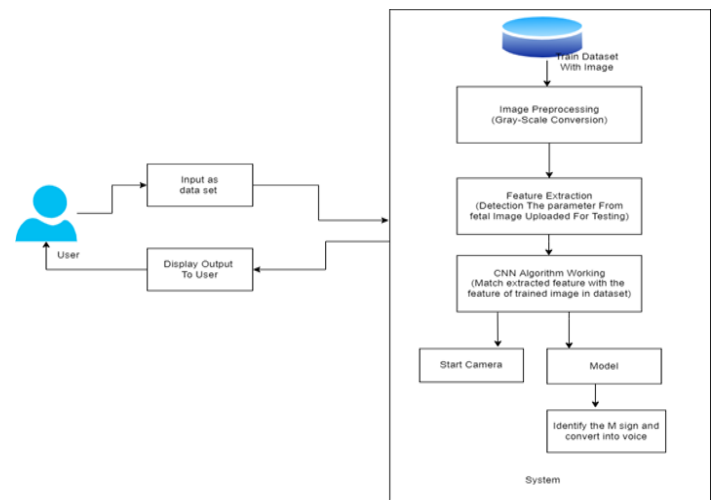 Train Dataset
With Image
Image Preprocessing
(Gray-Scale Conversion)
Input as
data set
Feature Extraction
(Detection The parameter From
fetal Image Uploaded For Testing)
User
Display Output
To User
CNN Algorithm Working
(Match extracted feature with the
feature of trained image in dataset)
Start Camera
Model
Identify the M sign and
convert into voice
System